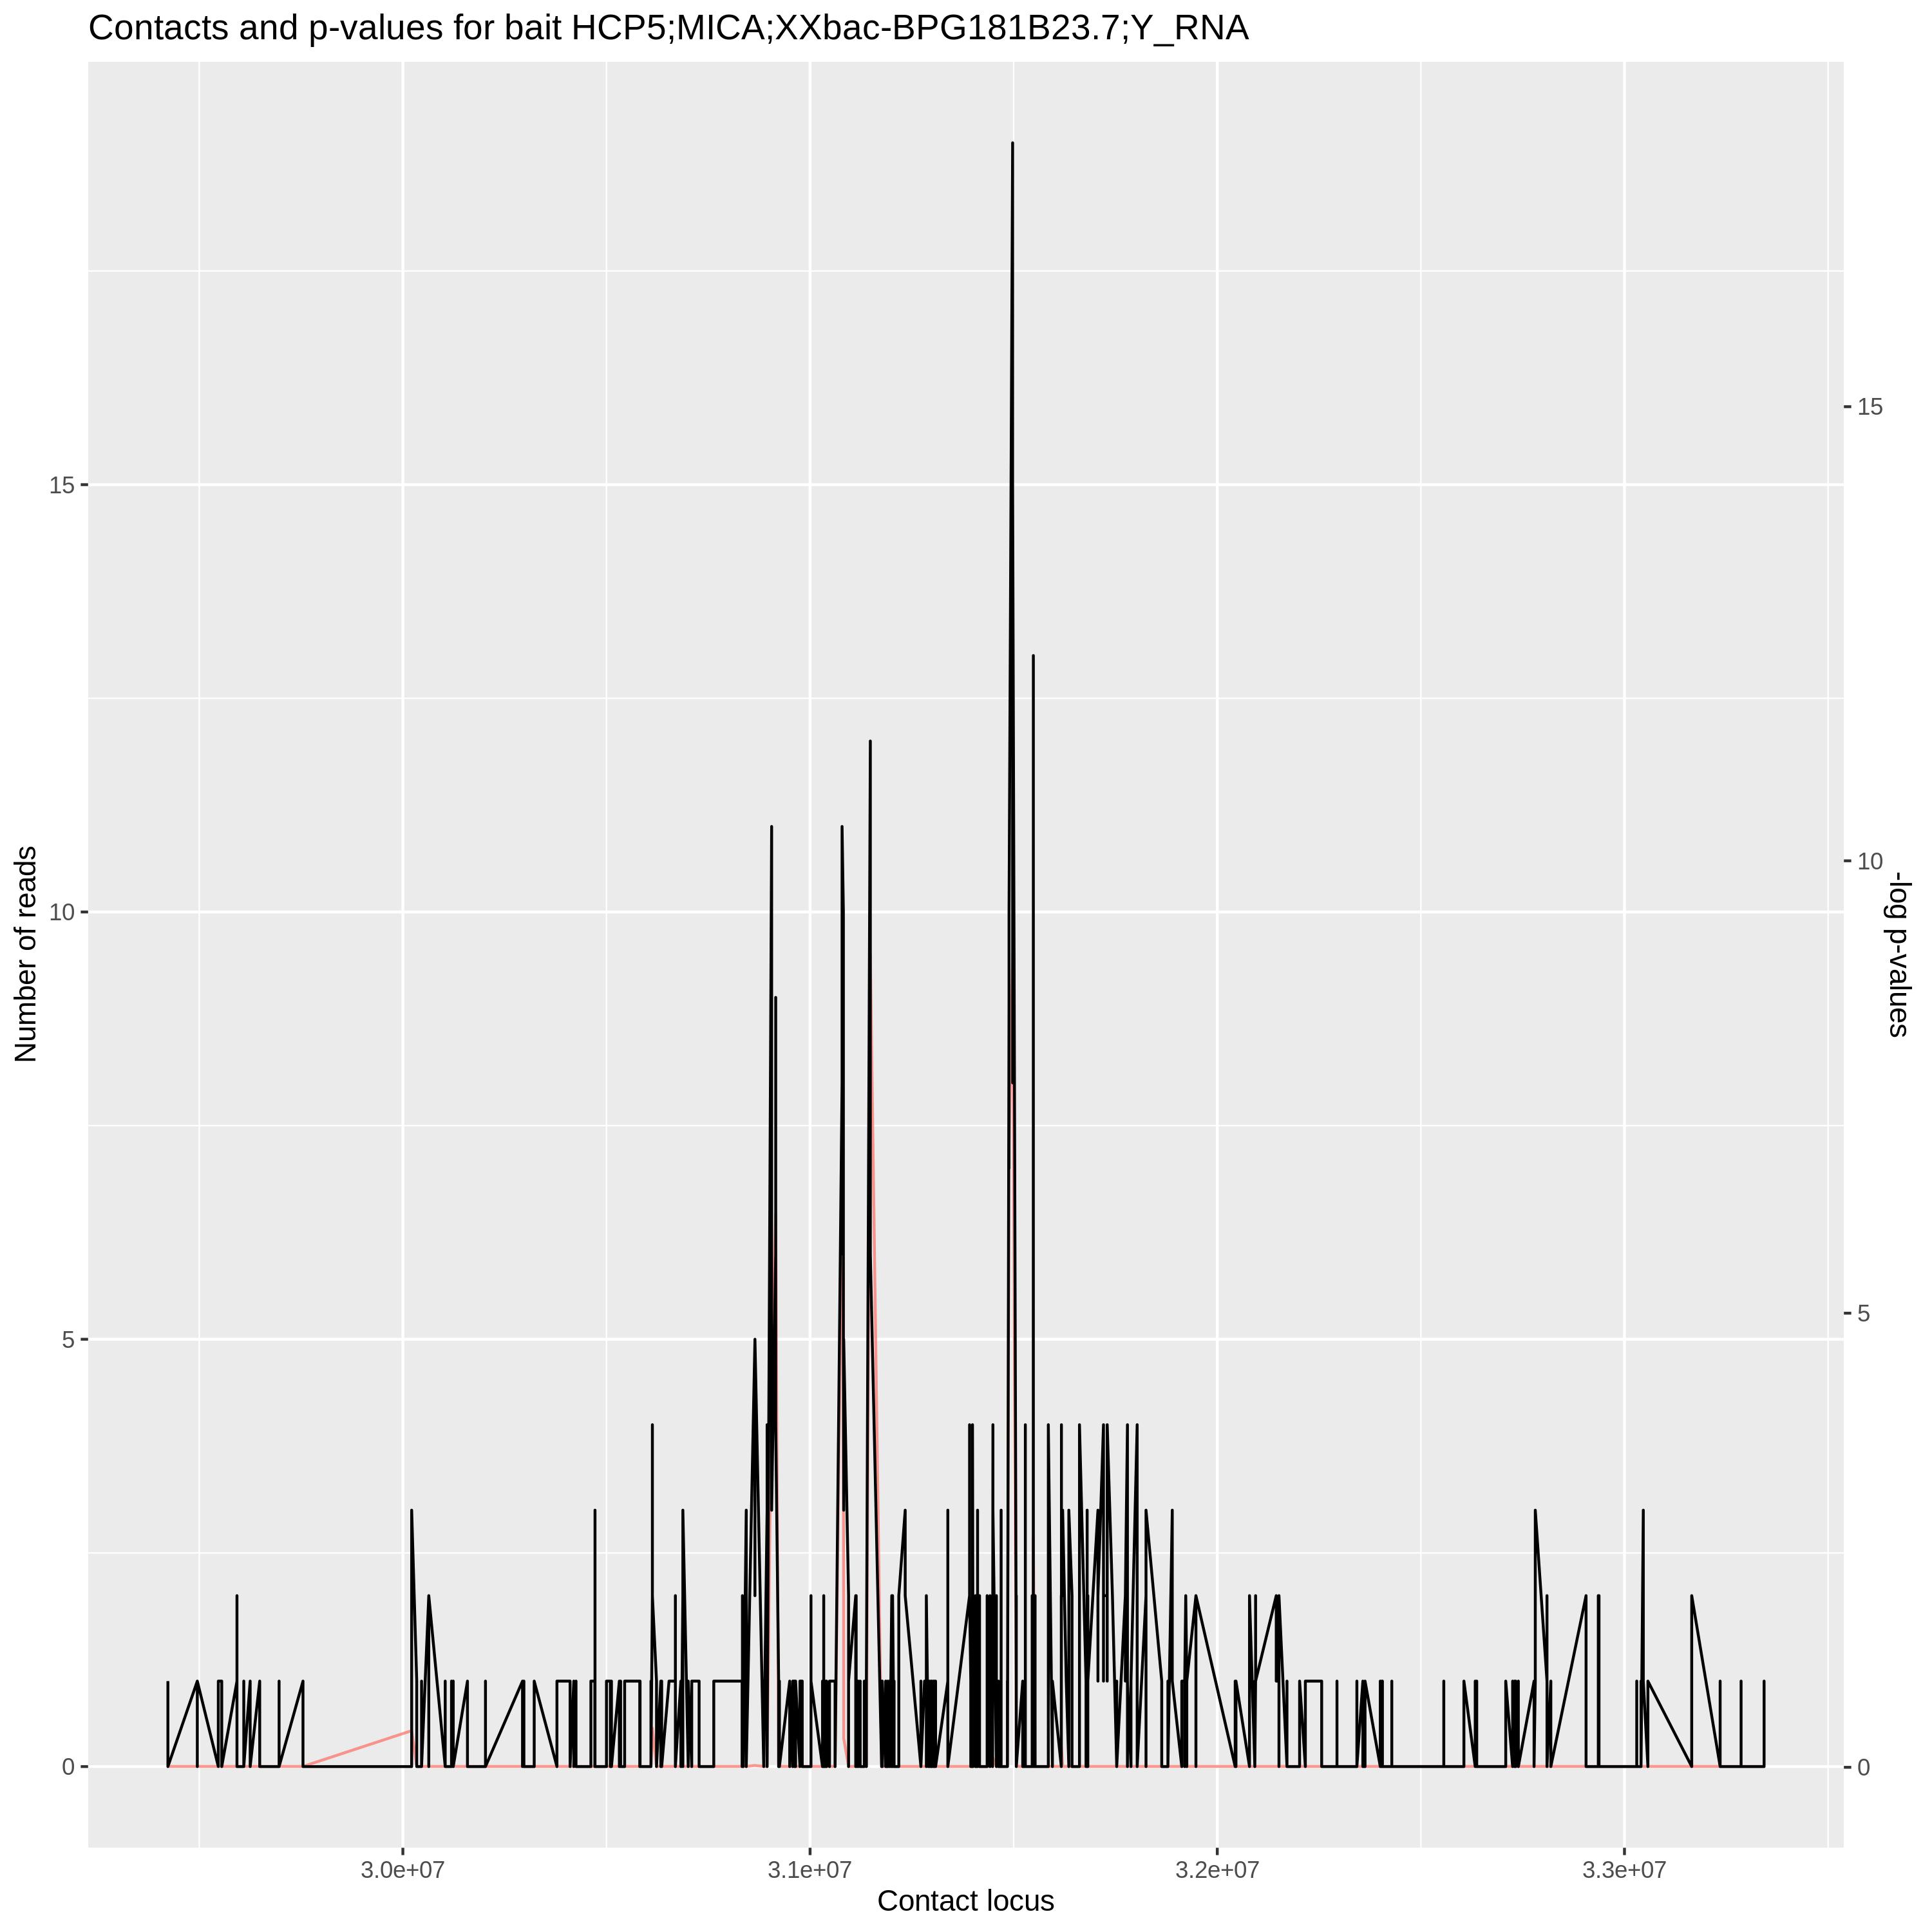 Contacts and p-values for bait HCP5;MICA;XXbac-BPG181B23.7;Y_RNA
15
10
5
0
Number of reads
15
10
5
0
-log p-values
3.0e+07
3.1e+07
3.2e+07
3.3e+07
Contact locus